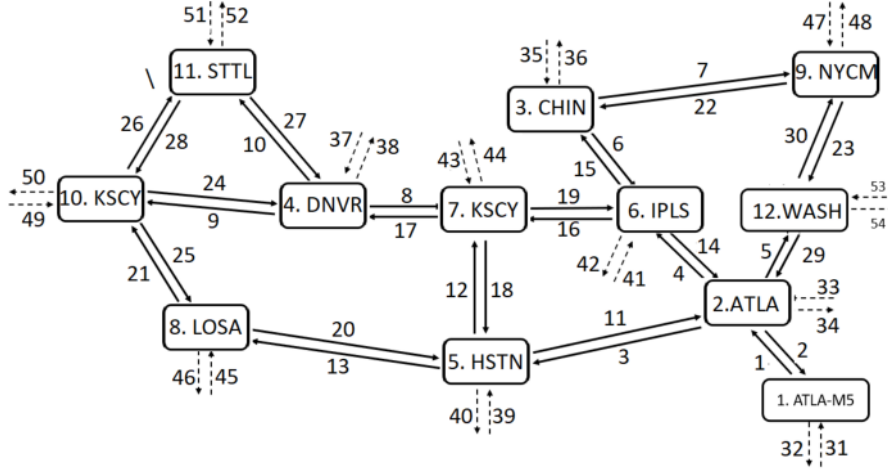 51 52 47 48
35 36
11. STTL 7 9. NYCM
\ 3. CHIN 22
26 27 37 38 6 30
28 10 43 44 15 23
50 24 8 19 53
10. KSCY 4. DNVR 7. KSCY 6. IPLS 12.WASH
49 9 17 16 54
25 42 41 14 5 29
21 12 18 4 33
8. LOSA 20 11 2.ATLA 34
13 5. HSTN 3 1 2
46 45 40 39 1. ATLA-M5
32 31